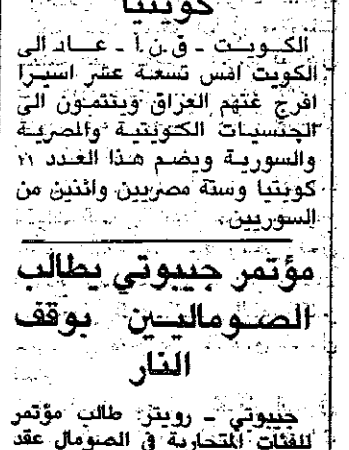 كويتيا
الكويت - ق.ن.أ - عاد الى
الكويت امس تسعة عشر اسيرا
افرج عنهم العراق وينتمون الى
الجنسيات الكويتية والمصرية
والسورية ويضم هذا العدد ٢١
كويتيا وستة مصريين واثنين من
السوريين.
مؤتمر جيبوتي يطالب
الصوماليين بوقف
النار
جيبوتي - رويتر: طالب مؤتمر
للفئات المتحاربة في الصومال عقد